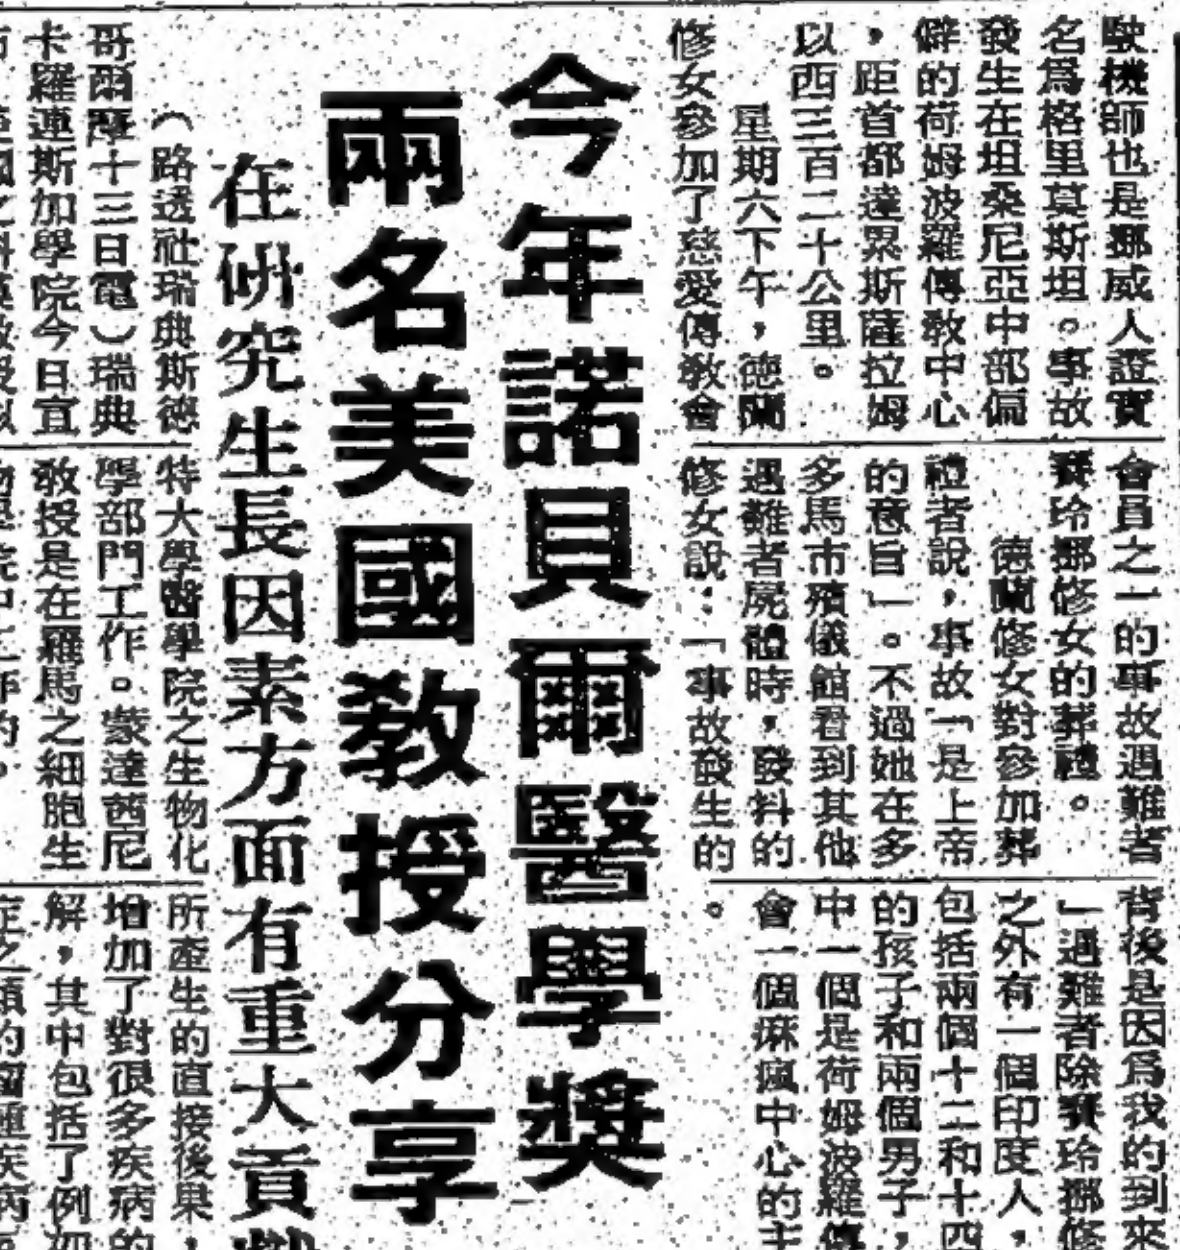 駛機師也是挪威人證實
名爲格里莫斯坦。事故
發生在坦桑尼亞中部偏
僻的荷姆波羅傳敎中心
，距首都達累斯薩拉姆
以西三百二十公里。
星期六下午，德蘭
修女參加了慈愛傳敎會
會員之一的事故遇難者
賽玲挪修女的葬禮。
德蘭修女對參加葬
禮者說，事故「是上帝
的意旨」。不過她在多
多馬市殯儀館看到其他
遇難者屍體時，發料的
修女說：「事故發生的
背後是因爲我的到來
」遇難者除賽玲挪修
之外有一個印度人，
包括兩個十二和十四
的孩子和兩個男子，
中一個是荷姆波羅傳
會一個麻瘋中心的主
。
今年諾貝爾醫學獎
兩名美國敎授分享
在研究生長因素方面有重大貢獻
（路透社瑞典斯德
哥爾摩十三日電）瑞典
卡羅連斯加學院今日宣
特大學醫學院之生物化
學部門工作。蒙達茜尼
敎授是在羅馬之細胞生
所產生的直接後果，
增加了對很多疾病的
解，其中包括了例如